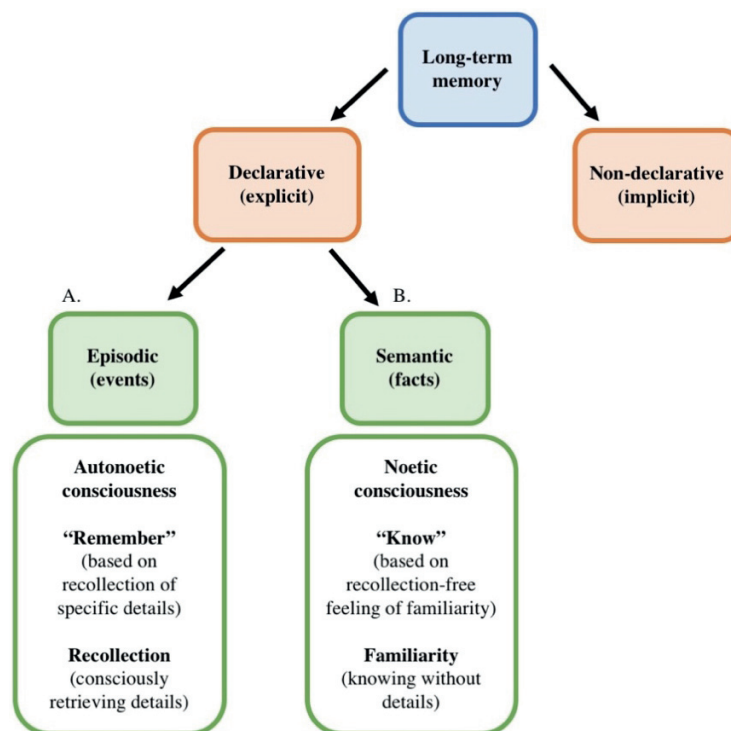 Long-term
memory
Declarative
(explicit)
Non-declarative
(implicit)
A.
Episodic
(events)
Autonoetic
consciousness
“Remember”
(based on
recollection of
specific details)
Recollection
(consciously
retrieving details)
B.
Semantic
(facts)
Noetic
consciousness
“Know”
(based on
recollection-free
feeling of familiarity)
Familiarity
(knowing without
details)